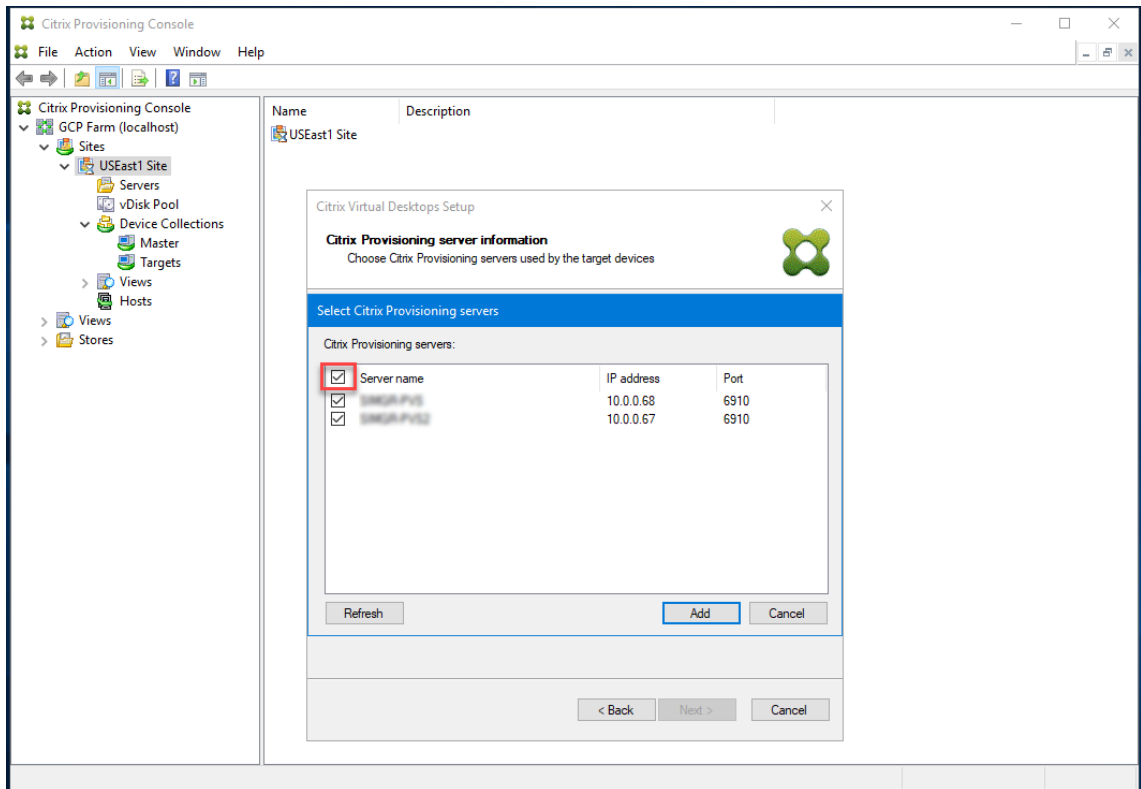 Citrix Provisioning Console
File Action View Window Help
Citrix Provisioning Console
GCP Farm (localhost)
Sites
USEast1 Site
Servers
vDisk Pool
Device Collections
Master
Targets
Views
Hosts
Views
Stores
Name Description
USEast1 Site
Citrix Virtual Desktops Setup
Citrix Provisioning server information
Choose Citrix Provisioning servers used by the target devices
Select Citrix Provisioning servers
Citrix Provisioning servers:
Server name IP address Port
10.0.0.68 6910
10.0.0.67 6910
Refresh Add Cancel
< Back Next > Cancel